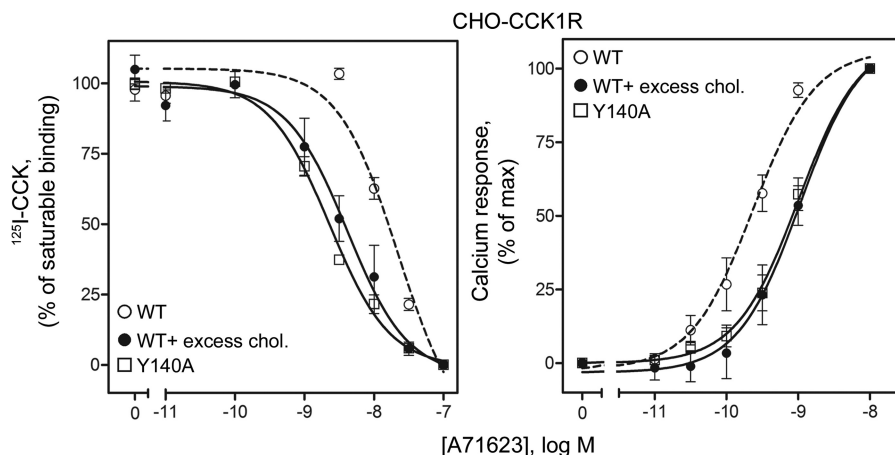 CHO-CCK1R
¹²⁵I-CCK,
(% of saturable binding)
100
75
50
25
0
WT
WT+ excess chol.
Y140A
0
-11
-10
-9
-8
-7
Calcium response,
(% of max)
100
75
50
25
0
WT
WT+ excess chol.
Y140A
0
-11
-10
-9
-8
[A71623], log M